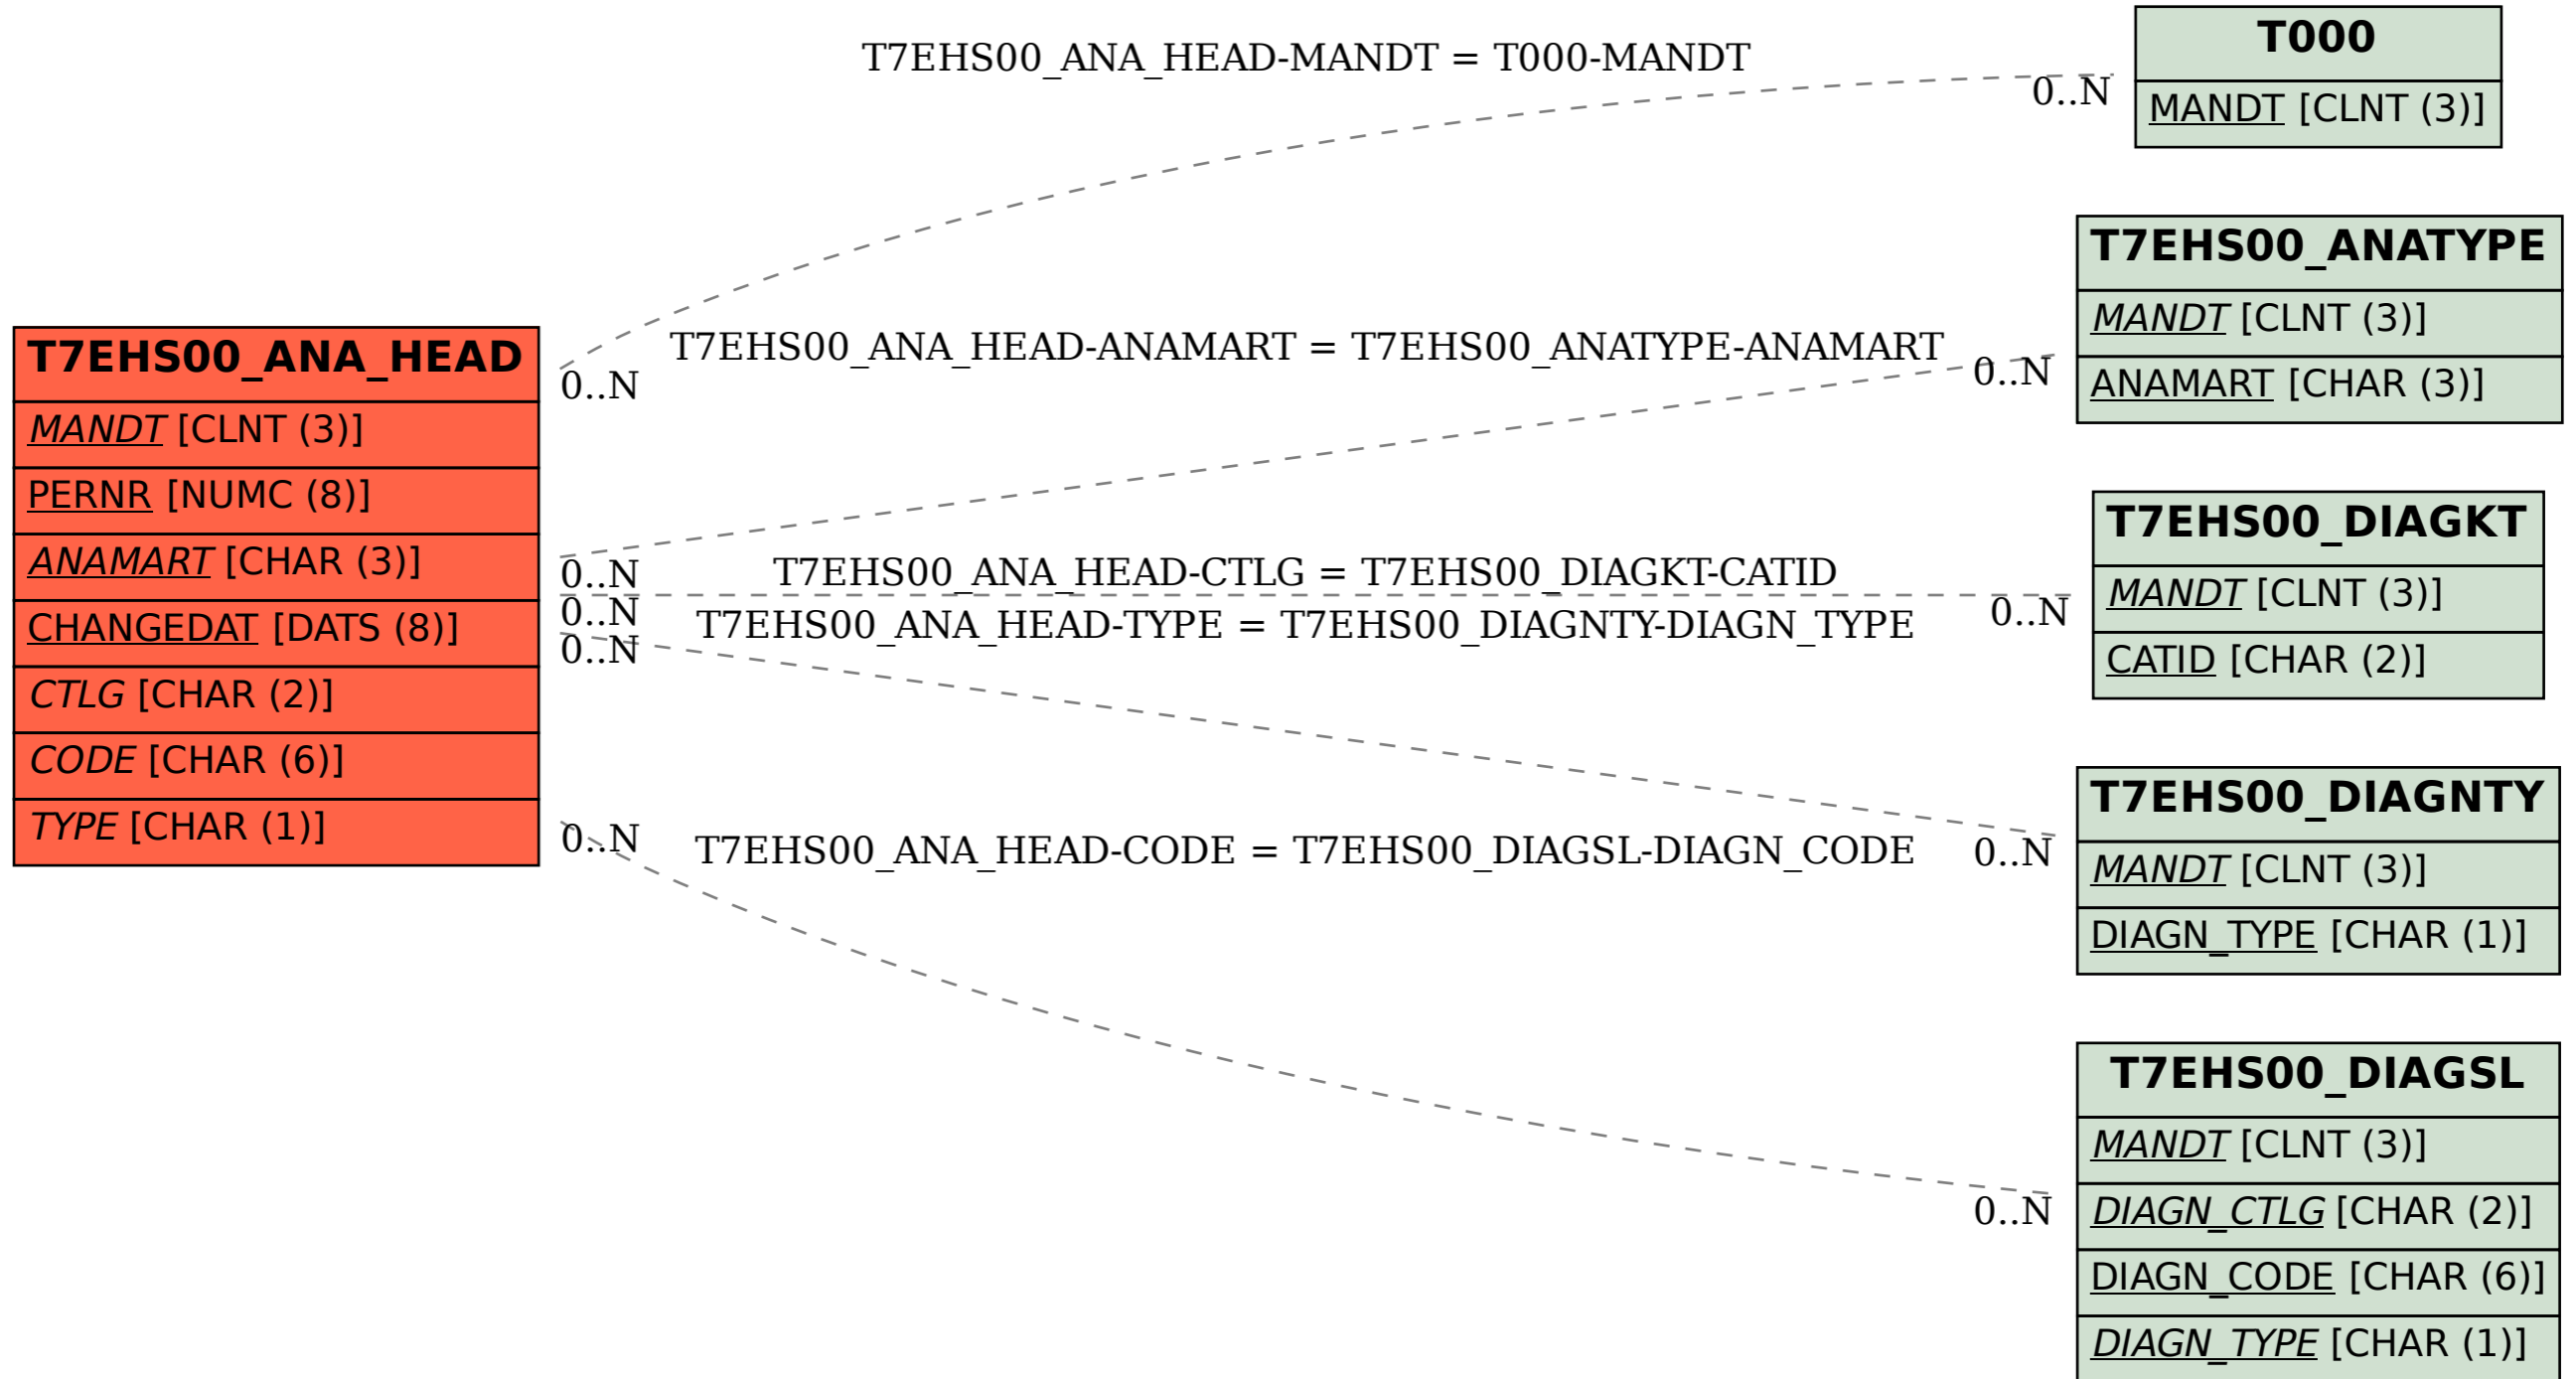 T7EHS00_ANA_HEAD
MANDT [CLNT (3)]
PERNR [NUMC (8)]
ANAMART [CHAR (3)]
CHANGEDAT [DATS (8)]
CTLG [CHAR (2)]
CODE [CHAR (6)]
TYPE [CHAR (1)]
T7EHS00_ANA_HEAD-MANDT = T000-MANDT
0..N
0..N
T7EHS00_ANA_HEAD-ANAMART = T7EHS00_ANATYPE-ANAMART
0..N
0..N
T7EHS00_ANA_HEAD-CTLG = T7EHS00_DIAGKT-CATID
0..N
0..N
T7EHS00_ANA_HEAD-TYPE = T7EHS00_DIAGNTY-DIAGN_TYPE
0..N
0..N
T7EHS00_ANA_HEAD-CODE = T7EHS00_DIAGSL-DIAGN_CODE
0..N
0..N
T000
MANDT [CLNT (3)]
T7EHS00_ANATYPE
MANDT [CLNT (3)]
ANAMART [CHAR (3)]
T7EHS00_DIAGKT
MANDT [CLNT (3)]
CATID [CHAR (2)]
T7EHS00_DIAGNTY
MANDT [CLNT (3)]
DIAGN_TYPE [CHAR (1)]
T7EHS00_DIAGSL
MANDT [CLNT (3)]
DIAGN_CTLG [CHAR (2)]
DIAGN_CODE [CHAR (6)]
DIAGN_TYPE [CHAR (1)]